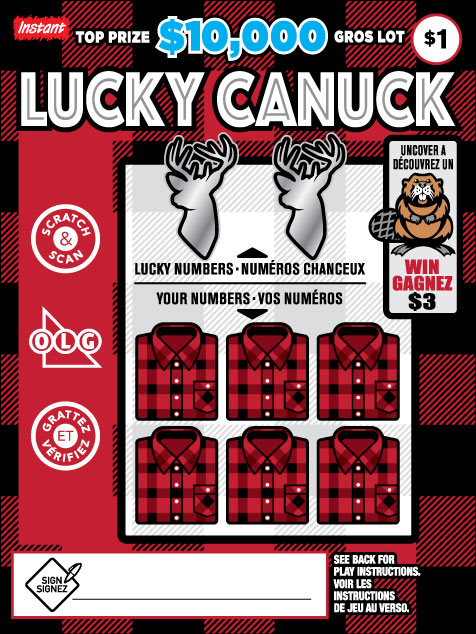 Instant
TOP PRIZE $10,000 GROS LOT
$1
LUCKY CANUCK
UNCOVER A
DÉCOUVREZ UN
WIN
GAGNEZ
$3
SCRATCH
&
SCAN
LUCKY NUMBERS • NUMÉROS CHANCEUX
YOUR NUMBERS • VOS NUMÉROS
OLG
GRATTEZ
ET
VÉRIFIEZ
SIGN
SIGNEZ
SEE BACK FOR
PLAY INSTRUCTIONS.
VOIR LES
INSTRUCTIONS
DE JEU AU VERSO.